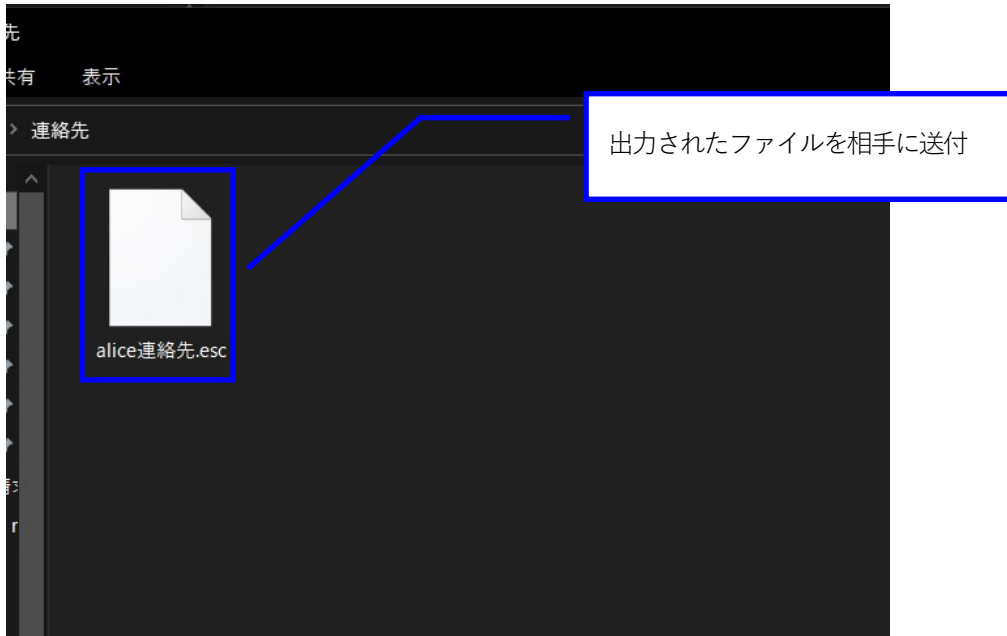 先
共有 表示
> 連絡先
出力されたファイルを相手に送付
alice連絡先.esc
r